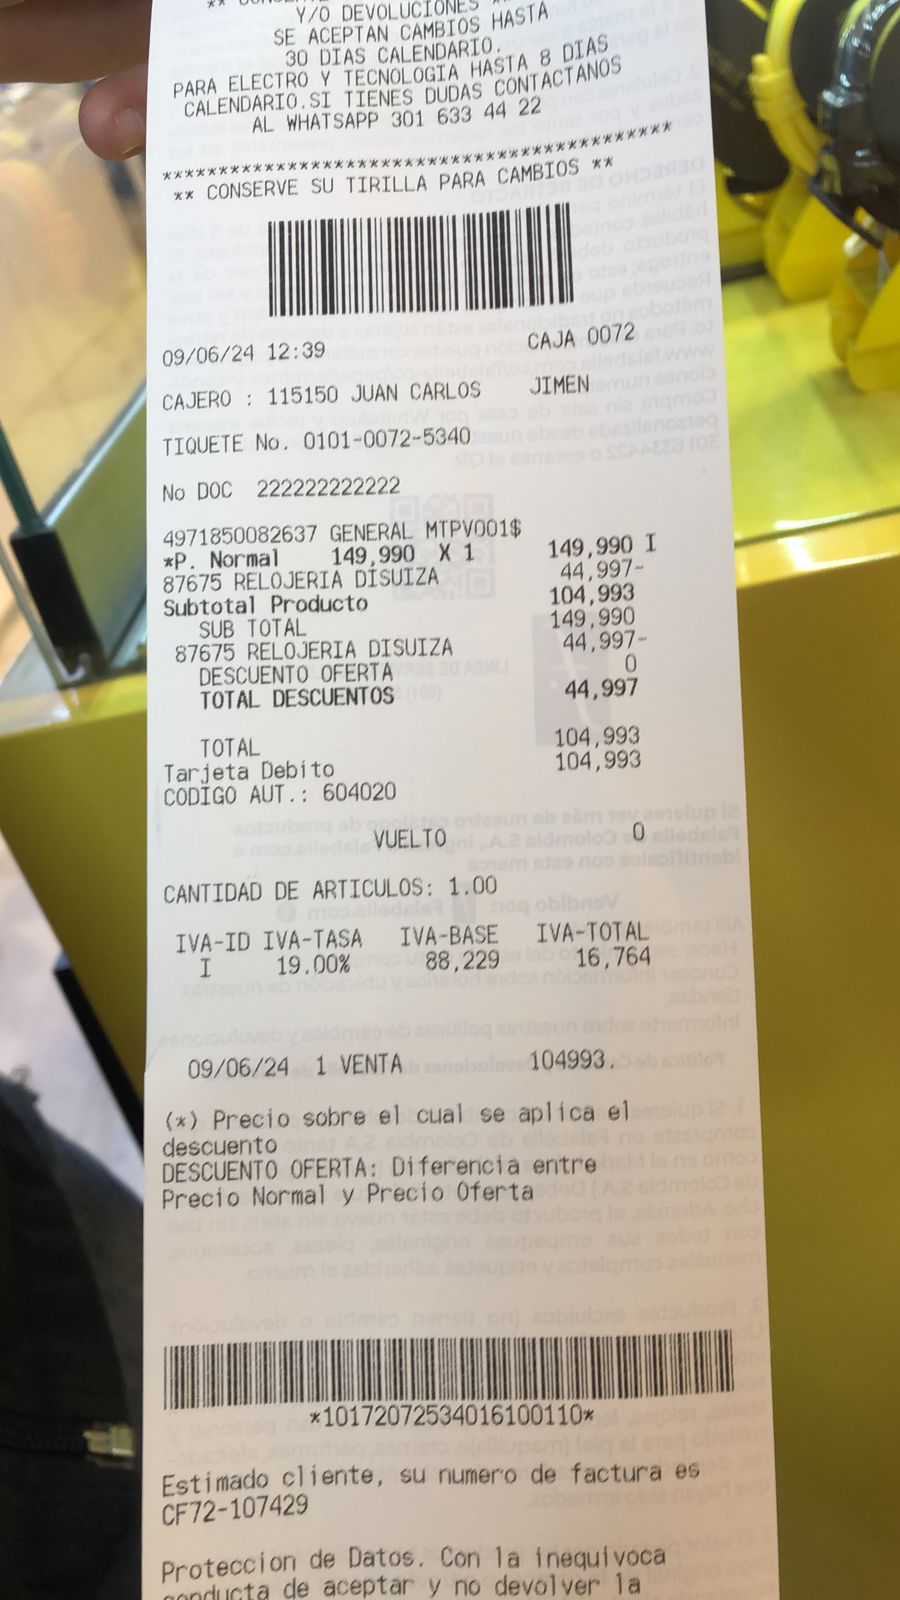 Y/O DEVOLUCIONES
SE ACEPTAN CAMBIOS HASTA
30 DIAS CALENDARIO.
PARA ELECTRO Y TECNOLOGIA HASTA 8 DIAS
CALENDARIO.SI TIENES DUDAS CONTACTANOS
AL WHATSAPP 301 633 44 22
*******************************************
** CONSERVE SU TIRILLA PARA CAMBIOS **
09/06/24 12:39 CAJA 0072
CAJERO : 115150 JUAN CARLOS JIMEN
TIQUETE No. 0101-0072-5340
No DOC 222222222222
4971850082637 GENERAL MTPV001$
*P. Normal 149,990 X 1 149,990 I
87675 RELOJERIA DISUIZA 44,997-
Subtotal Producto 104,993
SUB TOTAL 149,990
87675 RELOJERIA DISUIZA 44,997-
DESCUENTO OFERTA 0
TOTAL DESCUENTOS 44,997
TOTAL 104,993
Tarjeta Debito 104,993
CODIGO AUT.: 604020
VUELTO 0
CANTIDAD DE ARTICULOS: 1.00
IVA-ID IVA-TASA IVA-BASE IVA-TOTAL
I 19.00% 88,229 16,764
09/06/24 1 VENTA 104993.
(*) Precio sobre el cual se aplica el
descuento
DESCUENTO OFERTA: Diferencia entre
Precio Normal y Precio Oferta
*10172072534016100110*
Estimado cliente, su numero de factura es
CF72-107429
Proteccion de Datos. Con la inequivoca
conducta de aceptar y no devolver la